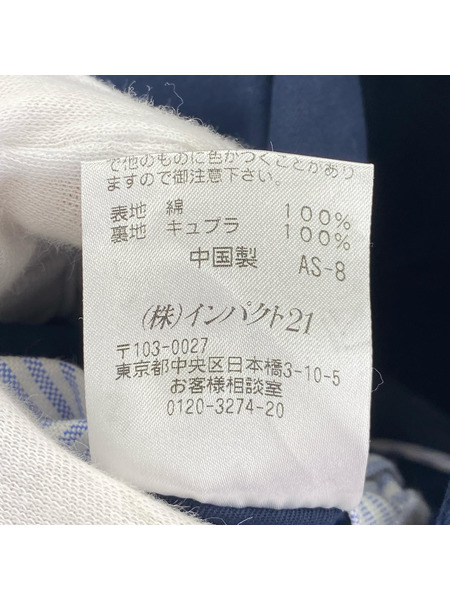 で他のものに色がつくことがあり
ますので御注意下さい。
表地 綿 100%
裏地 キュプラ 100%
中国製 AS-8
(株)インパクト21
〒103-0027
東京都中央区日本橋3-10-5
お客様相談室
0120-3274-20